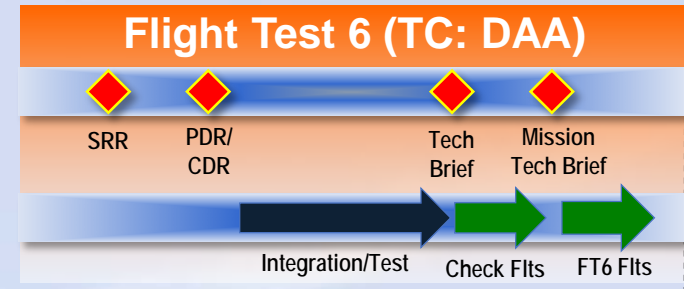 Flight Test 6 (TC: DAA)
SRR
PDR/
CDR
Tech
Brief
Mission
Tech Brief
Integration/Test
Check Flts
FT6 Flts